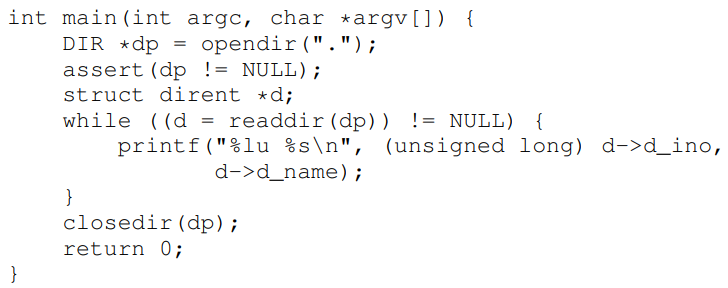 int main(int argc, char *argv[]) {
    DIR *dp = opendir(".");
    assert(dp != NULL);
    struct dirent *d;
    while ((d = readdir(dp)) != NULL) {
        printf("%lu %s\n", (unsigned long) d->d_ino,
               d->d_name);
    }
    closedir(dp);
    return 0;
}